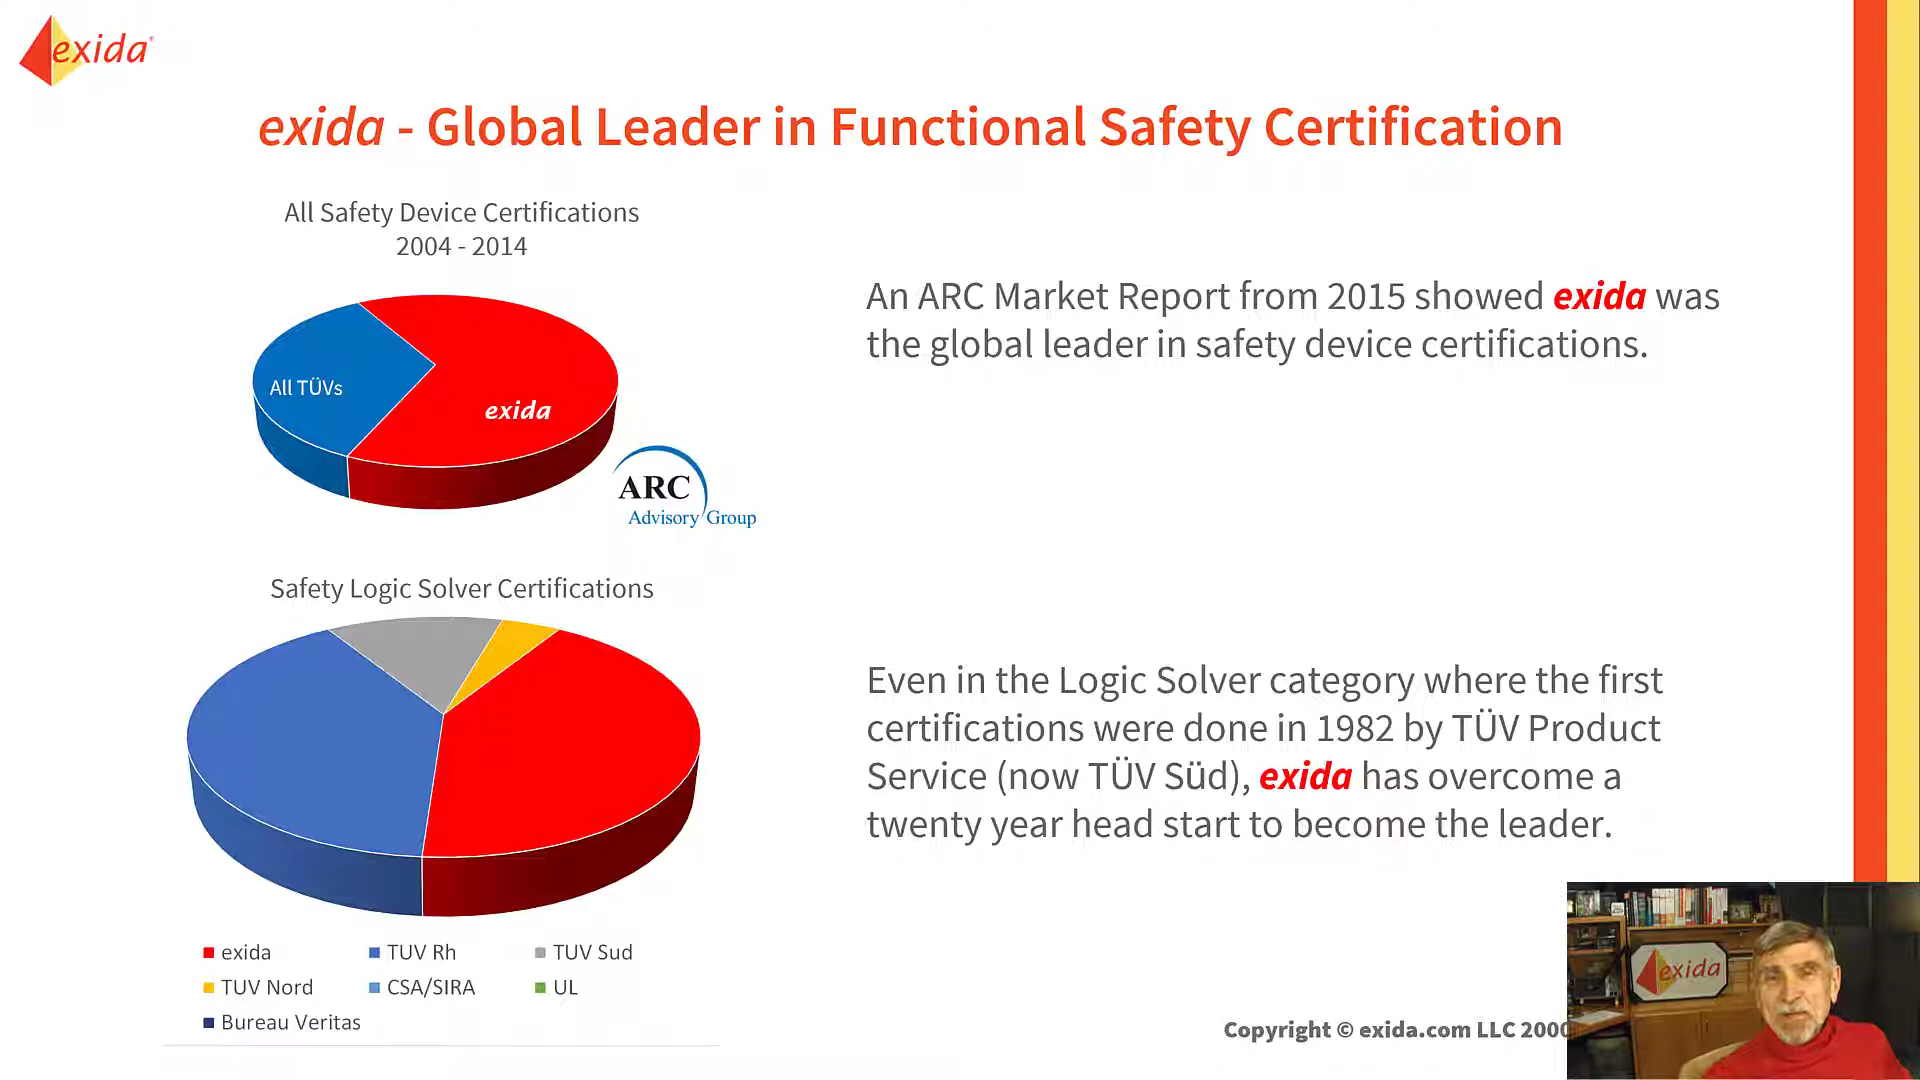 exida
exida - Global Leader in Functional Safety Certification
All Safety Device Certifications
2004 - 2014
All TÜVs
exida
ARC
Advisory Group
An ARC Market Report from 2015 showed exida was
the global leader in safety device certifications.
Safety Logic Solver Certifications
exida
TUV Rh
TUV Sud
TUV Nord
CSA/SIRA
UL
Bureau Veritas
Even in the Logic Solver category where the first
certifications were done in 1982 by TÜV Product
Service (now TÜV Süd), exida has overcome a
twenty year head start to become the leader.
Copyright © exida.com LLC 2000
exida